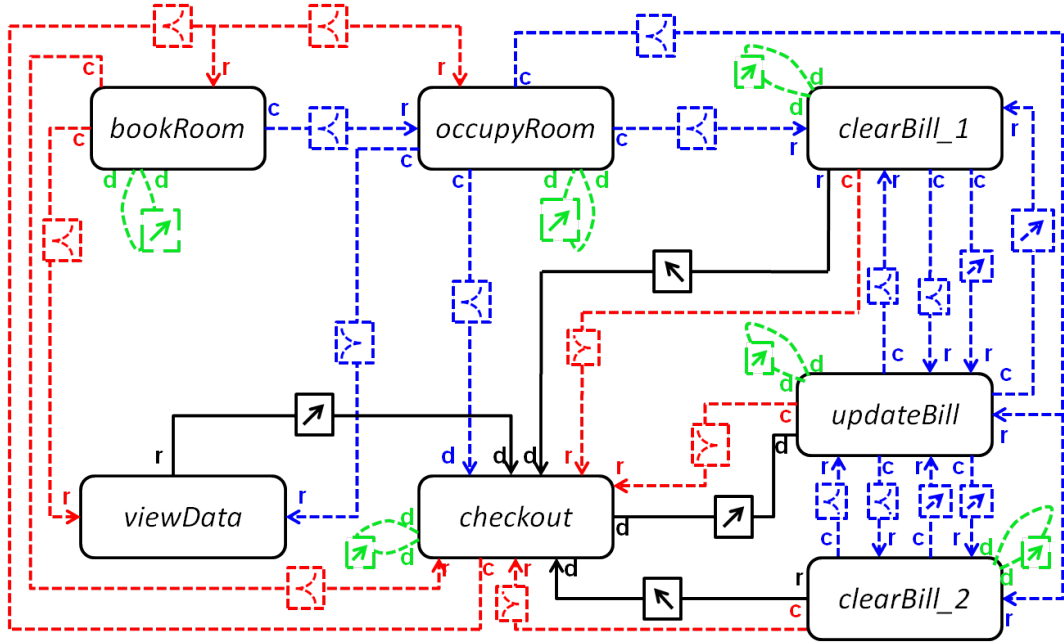 c r r c d
c r d
bookRoom occupyRoom clearBill_1 r
c c c r
d d c d d r c r c c
c r r d
d c
c updateBill r
r d d d r r d r c r c
r viewData r checkout d
d d
c r c r d
r c r d r d
clearBill_2
c r